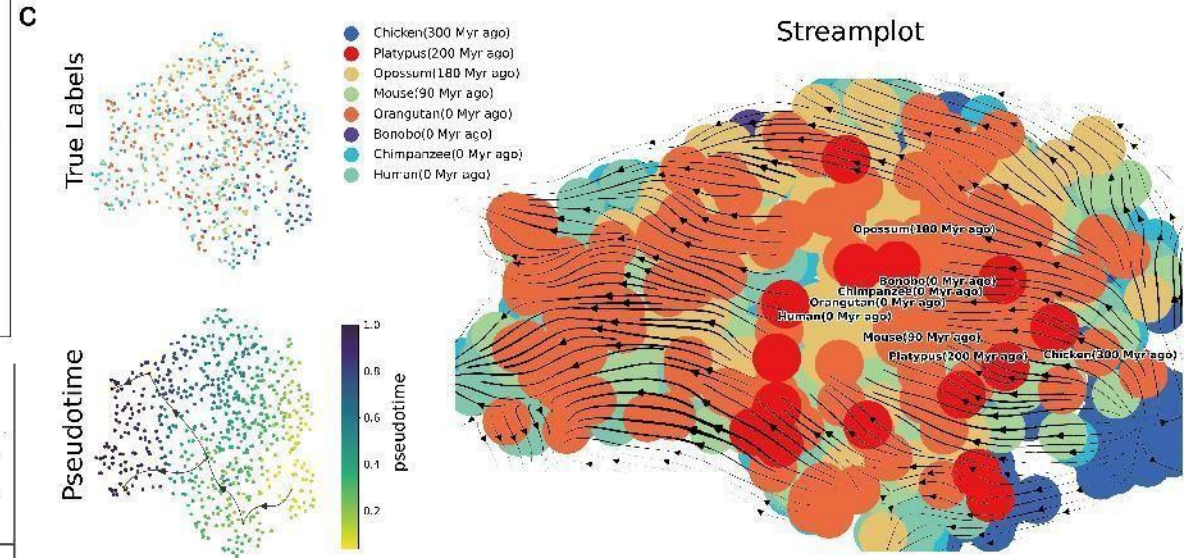 C
True Labels
Chicken(300 Myr ago)
Platypus(200 Myr ago)
Opossum(180 Myr ago)
Mouse(90 Myr ago)
Orangutan(0 Myr ago)
Bonobo(0 Myr ago)
Chimpanzee(0 Myr ago)
Human(0 Myr ago)
Pseudotime
1.0
0.8
0.6
0.4
0.2
pseudotime
Streamplot
Opossum(180 Myr ago)
Bonobo(0 Myr ago)
Chimpanzee(0 Myr ago)
Orangutan(0 Myr ago)
Human(0 Myr ago)
Mouse(90 Myr ago)
Platypus(200 Myr ago)
Chicken(300 Myr ago)